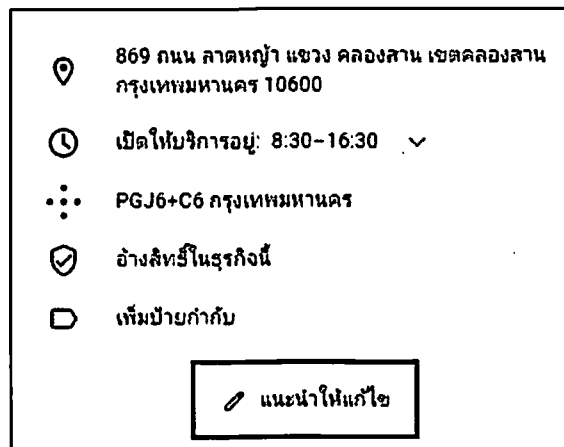 869 ถนน ลาดหญ้า แขวง คลองสาน เขตคลองสาน
กรุงเทพมหานคร 10600
เปิดให้บริการอยู่: 8:30–16:30
PGJ6+C6 กรุงเทพมหานคร
อ้างสิทธิ์ในธุรกิจนี้
เพิ่มป้ายกำกับ
แนะนำให้แก้ไข